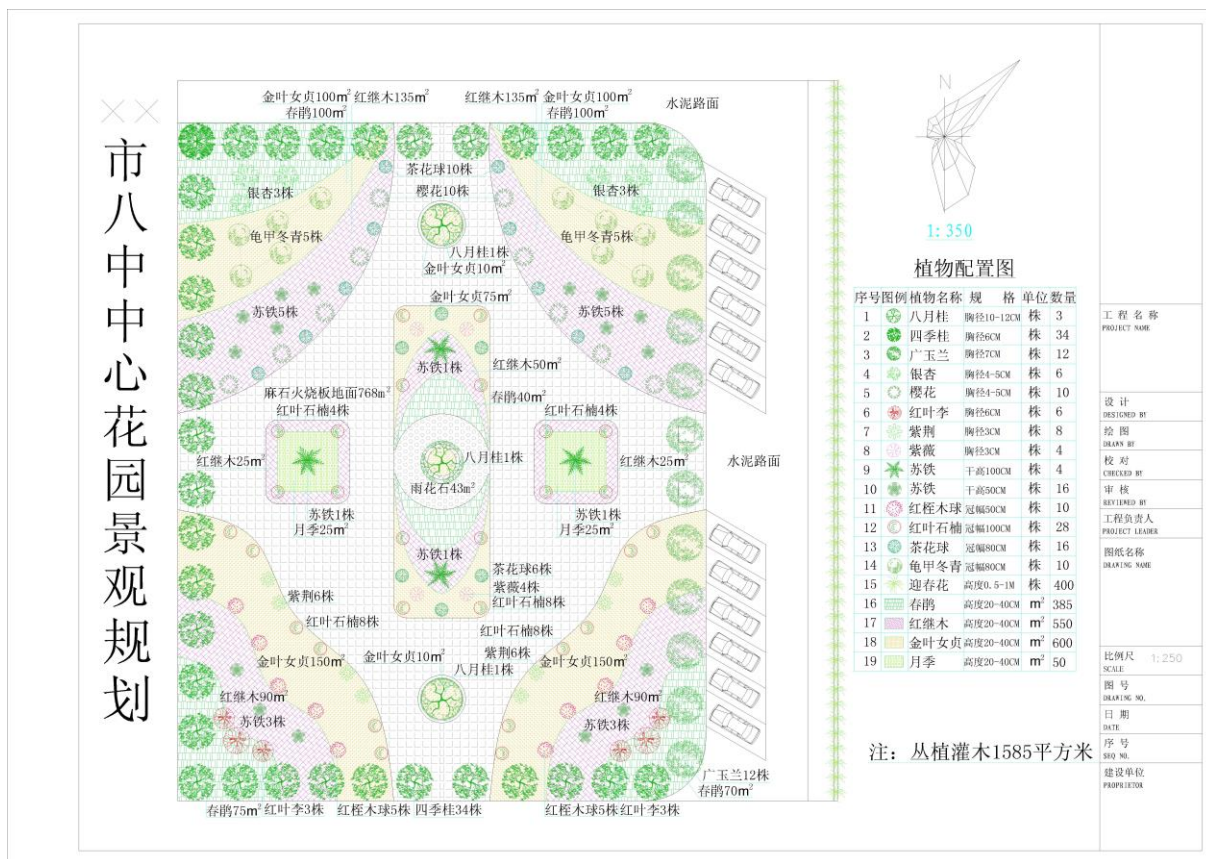 ××
市八中中心花园景观规划
金叶女贞100m² 红继木135m²
春鹃100m²
红继木135m² 金叶女贞100m²
春鹃100m²
水泥路面
茶花球10株
樱花10株
银杏3株
银杏3株
龟甲冬青5株
龟甲冬青5株
八月桂1株
金叶女贞10m²
金叶女贞75m²
苏铁5株
苏铁5株
苏铁1株
红继木50m²
麻石火烧板地面768m²
春鹃40m²
红叶石楠4株
红叶石楠4株
红继木25m²
八月桂1株
红继木25m²
水泥路面
雨花石43m²
苏铁1株
月季25m²
苏铁1株
月季25m²
苏铁1株
茶花球6株
紫薇4株
红叶石楠8株
紫荆6株
红叶石楠8株
红叶石楠8株
金叶女贞150m²
金叶女贞10m²
紫荆6株
八月桂1株
金叶女贞150m²
红继木90m²
红继木90m²
苏铁3株
苏铁3株
广玉兰12株
春鹃70m²
春鹃75m² 红叶李3株
红桎木球5株
四季桂34株
红桎木球5株
红叶李3株
N
1:350
植物配置图
序号 图例 植物名称 规 格 单位 数量
1 八月桂 胸径10-12CM 株 3
2 四季桂 胸径6CM 株 34
3 广玉兰 胸径7CM 株 12
4 银杏 胸径4-5CM 株 6
5 樱花 胸径4-5CM 株 10
6 红叶李 胸径6CM 株 6
7 紫荆 胸径3CM 株 8
8 紫薇 胸径3CM 株 4
9 苏铁 干高100CM 株 4
10 苏铁 干高50CM 株 16
11 红桎木球 冠幅50CM 株 10
12 红叶石楠 冠幅100CM 株 28
13 茶花球 冠幅80CM 株 16
14 龟甲冬青 冠幅80CM 株 10
15 迎春花 高度0.5-1M 株 400
16 春鹃 高度20-40CM m² 385
17 红继木 高度20-40CM m² 550
18 金叶女贞 高度20-40CM m² 600
19 月季 高度20-40CM m² 50
注：丛植灌木1585平方米
工 程 名 称
PROJECT NAME
设 计
DESIGNED BY
绘 图
DRAWN BY
校 对
CHECKED BY
审 核
REVIEWED BY
工程负责人
PROJECT LEADER
图纸名称
DRAWING NAME
比例尺 1:250
SCALE
图 号
DRAWING NO.
日 期
DATE
序 号
SEQ NO.
建设单位
PROPRIETOR